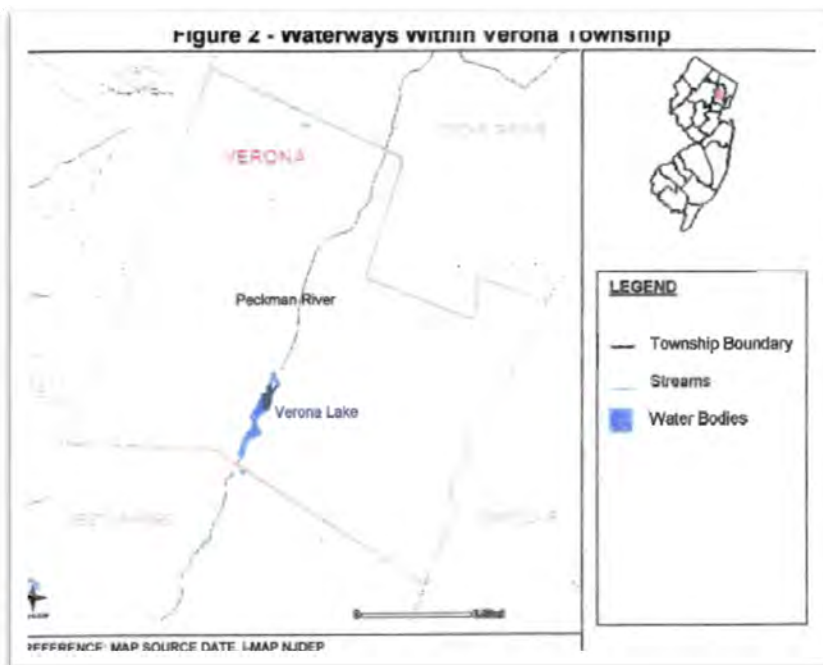 Figure 2 - Waterways Within Verona Township
VERONA
Peckman River
Verona Lake
LEGEND
Township Boundary
Streams
Water Bodies
REFERENCE: MAP SOURCE DATE, I-MAP NJDEP